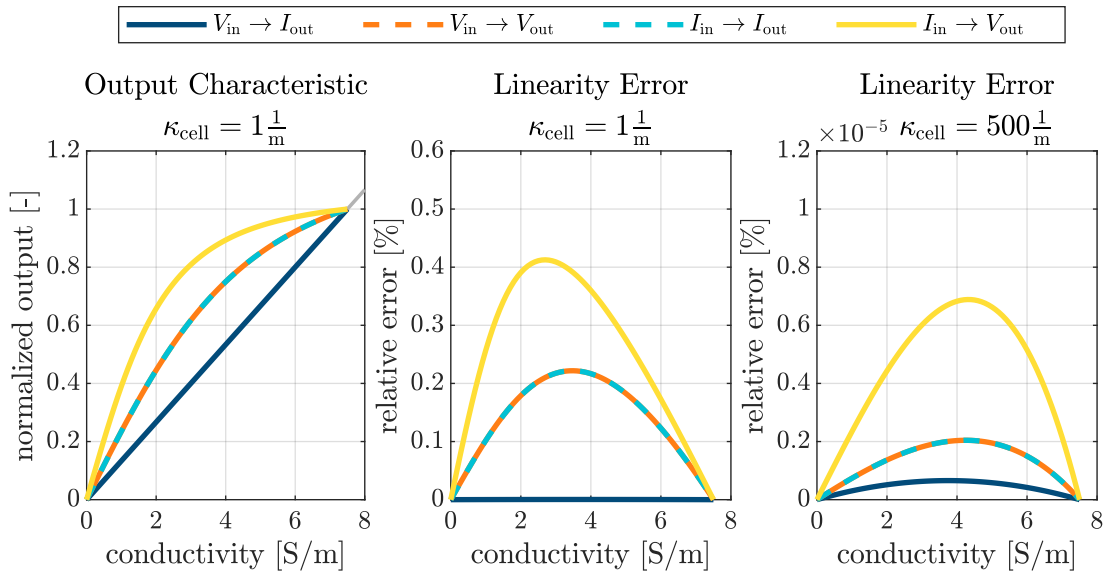 V_in → I_out V_in → V_out I_in → I_out I_in → V_out
Output Characteristic
κ_cell = 1 1/m
normalized output [-]
1.2
1
0.8
0.6
0.4
0.2
0
0 2 4 6 8
conductivity [S/m]
Linearity Error
κ_cell = 1 1/m
relative error [%]
0.6
0.5
0.4
0.3
0.2
0.1
0
0 2 4 6 8
conductivity [S/m]
Linearity Error
×10^-5 κ_cell = 500 1/m
relative error [%]
1.2
1
0.8
0.6
0.4
0.2
0
0 2 4 6 8
conductivity [S/m]